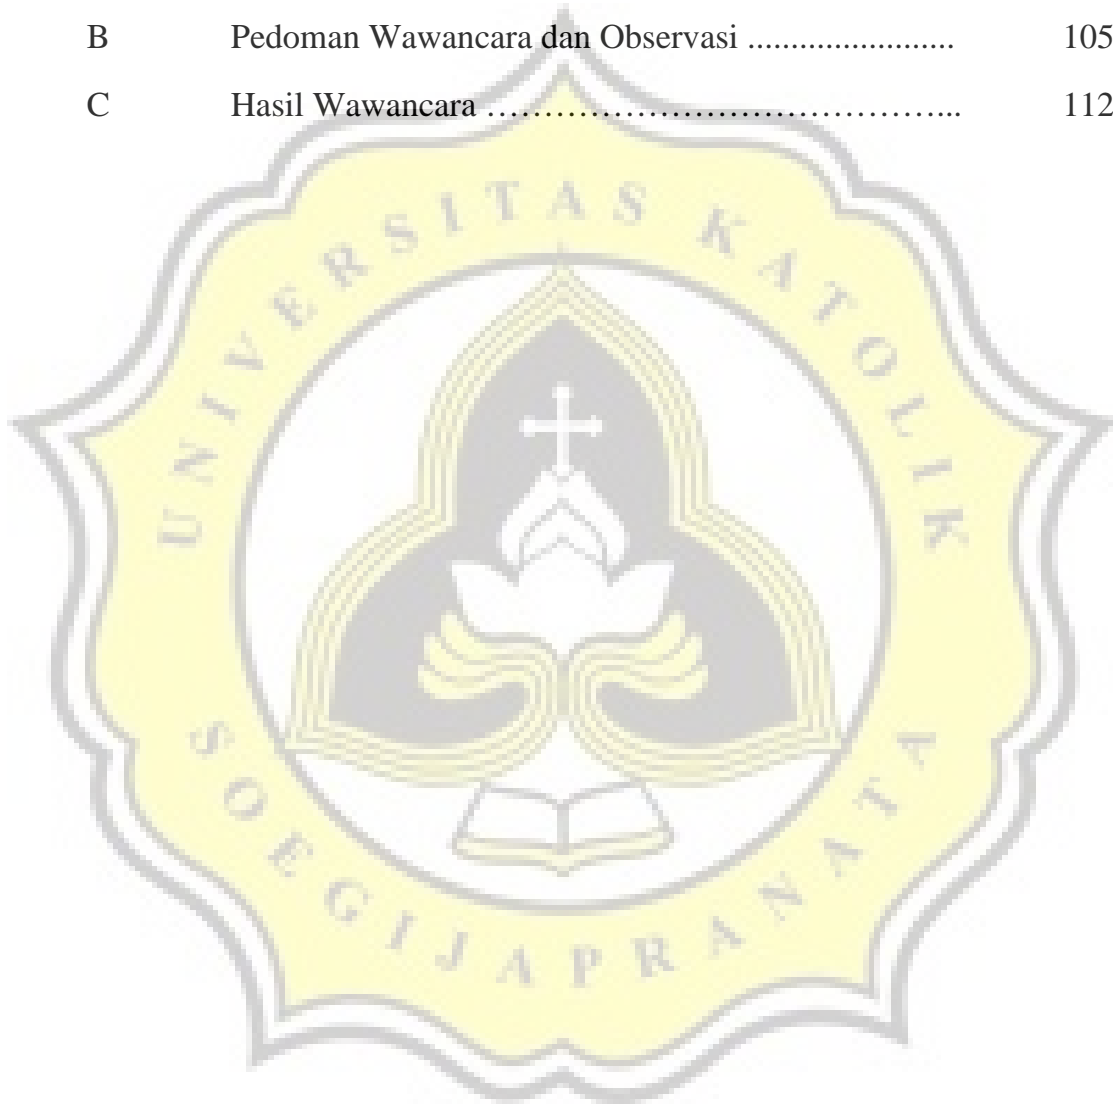 B Pedoman Wawancara dan Observasi ........................ 105
C Hasil Wawancara …………………………………………... 112
UNIVERSITAS KATOLIK
SOEGIJAPRANATA